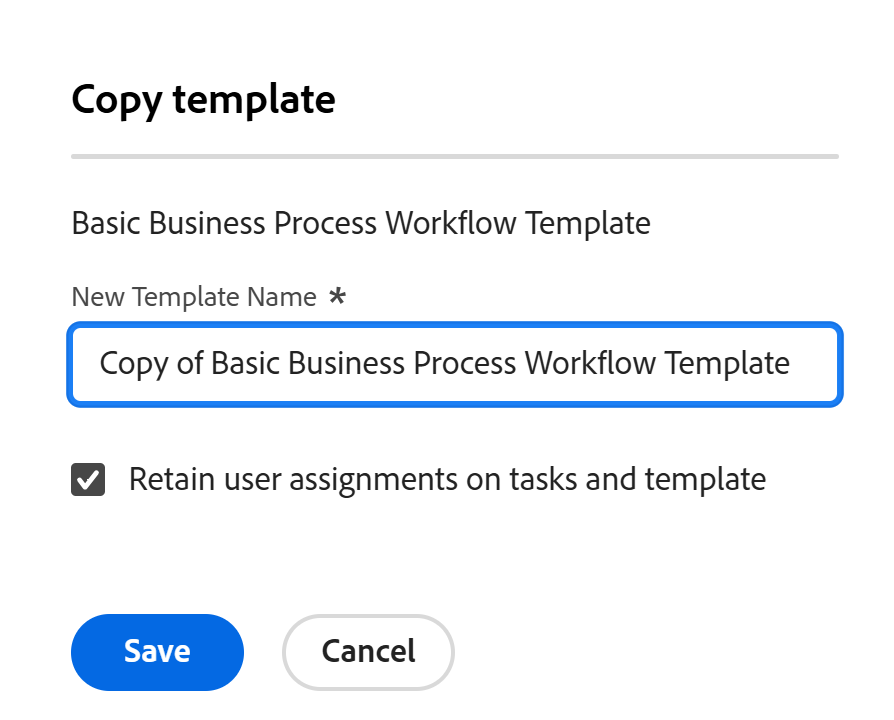 Copy template
Basic Business Process Workflow Template
New Template Name *
Copy of Basic Business Process Workflow Template
Retain user assignments on tasks and template
Save
Cancel